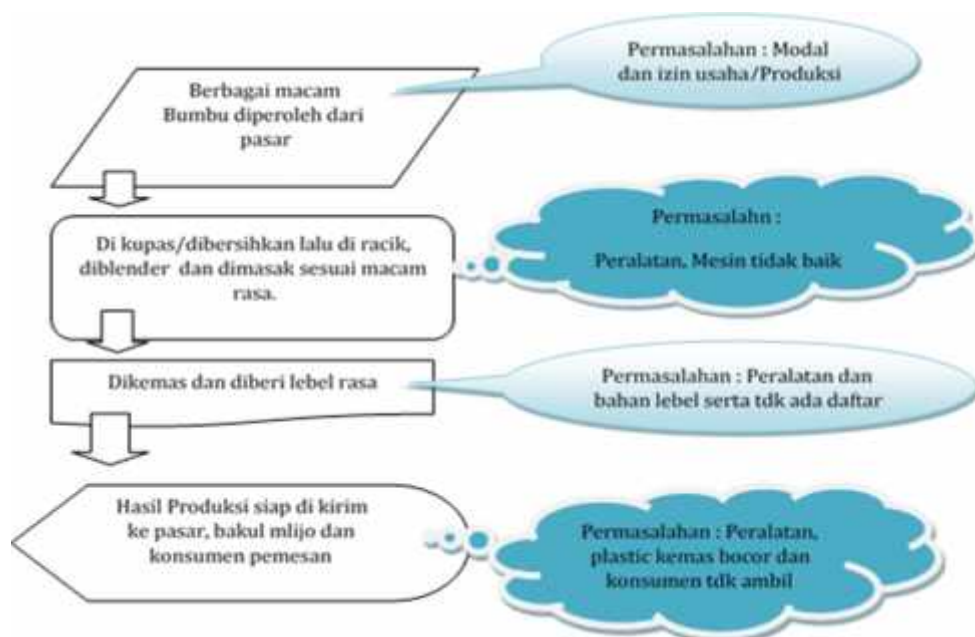 Permasalahan : Modal
dan izin usaha/Produksi
Berbagai macam
Bumbu diperoleh dari
pasar
Permasalahn :
Peralatan, Mesin tidak baik
Di kupas/dibersihkan lalu di racik,
diblender dan dimasak sesuai macam
rasa.
Dikemas dan diberi lebel rasa
Permasalahan : Peralatan dan
bahan lebel serta tdk ada daftar
Hasil Produksi siap di kirim
ke pasar, bakul mlijo dan
konsumen pemesan
Permasalahan : Peralatan,
plastic kemas bocor dan
konsumen tdk ambil